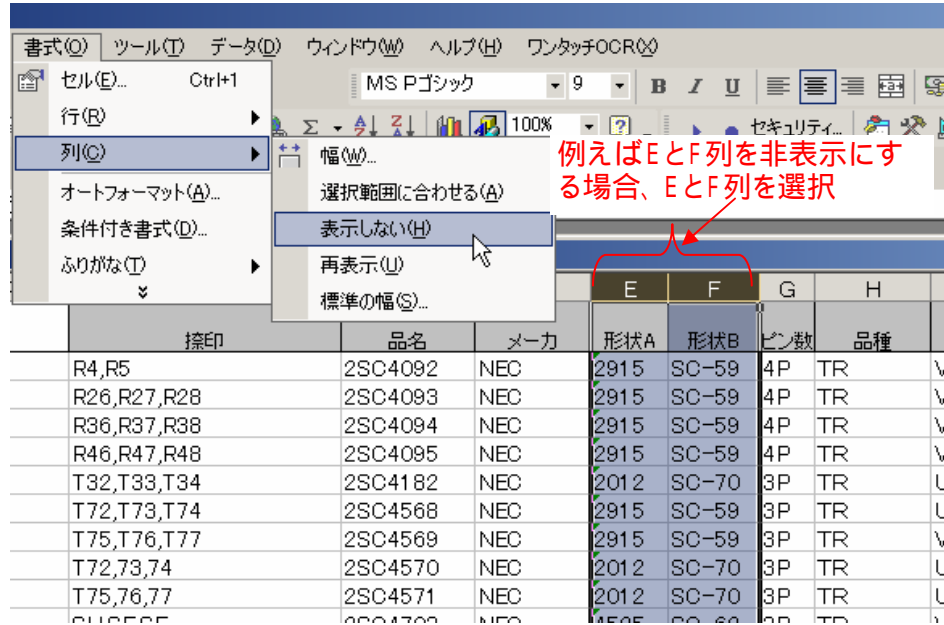 書式(O) ツール(T) データ(D) ウィンドウ(W) ヘルプ(H) ワンタッチOCR(X)
セル(E)... Ctrl+1
MS Pゴシック 9 B I U
行(R)
100% セキュリティ...
列(C)
幅(W)...
例えばEとF列を非表示にす
る場合、EとF列を選択
オートフォーマット(A)...
選択範囲に合わせる(A)
条件付き書式(D)...
表示しない(H)
ふりがな(T)
再表示(U)
標準の幅(S)...
E F G H
捺印 品名 メーカ 形状A 形状B ピン数 品種
R4,R5 2SC4092 NEC 2915 SC-59 4P TR
R26,R27,R28 2SC4093 NEC 2915 SC-59 4P TR
R36,R37,R38 2SC4094 NEC 2915 SC-59 4P TR
R46,R47,R48 2SC4095 NEC 2915 SC-59 4P TR
T32,T33,T34 2SC4182 NEC 2012 SC-70 3P TR
T72,T73,T74 2SC4568 NEC 2915 SC-59 3P TR
T75,T76,T77 2SC4569 NEC 2915 SC-59 3P TR
T72,73,74 2SC4570 NEC 2012 SC-70 3P TR
T75,76,77 2SC4571 NEC 2012 SC-70 3P TR